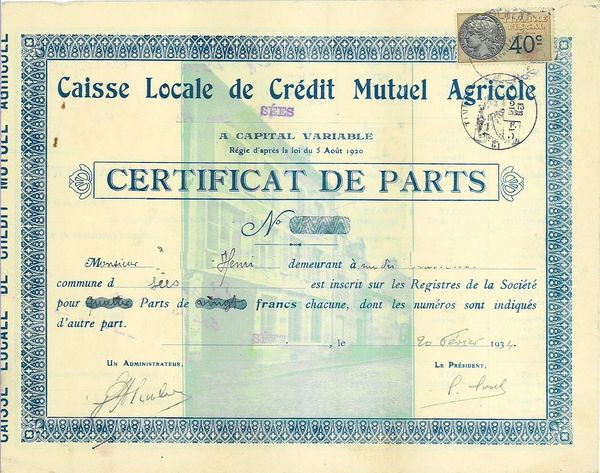 TIMBRE FISCAL
40c
Caisse Locale de Crédit Mutuel Agricole
SÉES
A CAPITAL VARIABLE
Régie d'après la loi du 5 Août 1920
CERTIFICAT DE PARTS
No
Monsieur Henri demeurant à rue des
commune d Sées est inscrit sur les Registres de la Société
pour quatre Parts de vingt francs chacune, dont les numéros sont indiqués
d'autre part.
SÉES
, le 20 Février 1934
UN ADMINISTRATEUR,
LE PRÉSIDENT,
CAISSE LOCALE DE CRÉDIT MUTUEL AGRICOLE